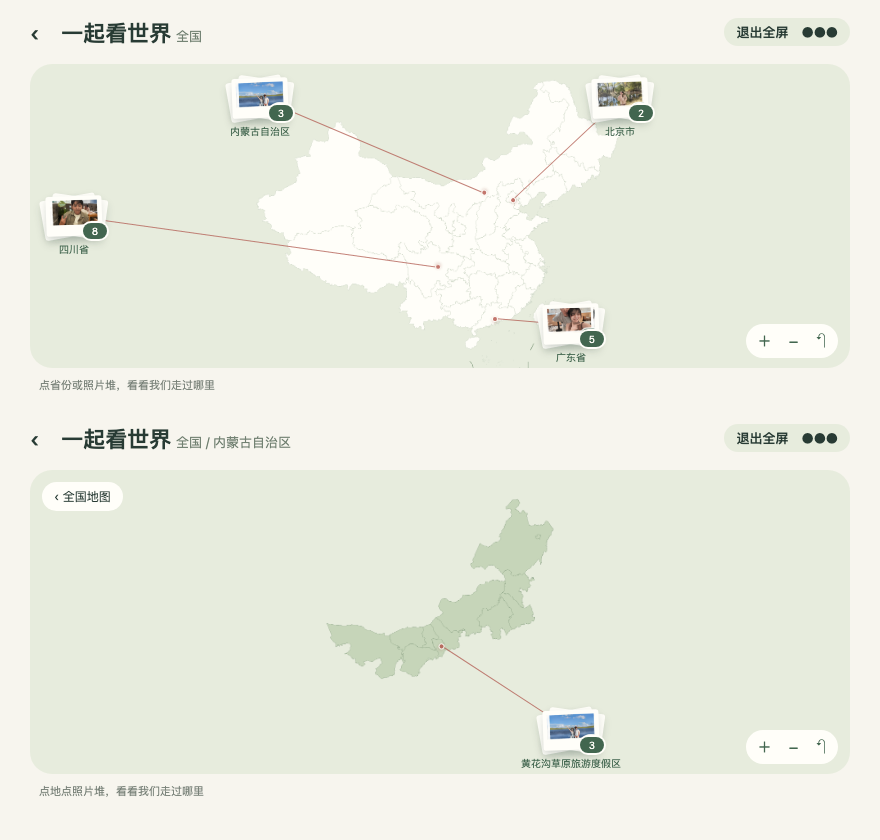 ‹ 一起看世界 全国 退出全屏
3
2
内蒙古自治区
北京市
8
四川省
5
广东省
+ −
点省份或照片堆，看看我们走过哪里
‹ 一起看世界 全国 / 内蒙古自治区 退出全屏
‹ 全国地图
3
+ −
黄花沟草原旅游度假区
点地点照片堆，看看我们走过哪里